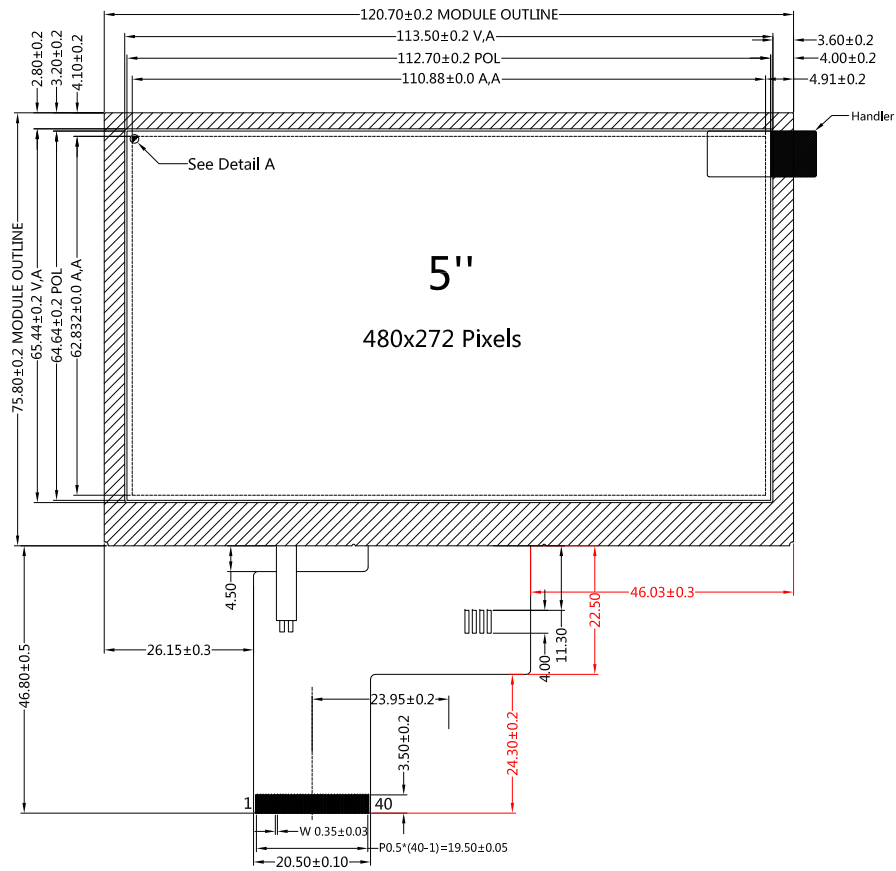 120.70±0.2 MODULE OUTLINE
113.50±0.2 V,A
112.70±0.2 POL
110.88±0.0 A,A
3.60±0.2
4.00±0.2
4.91±0.2
2.80±0.2
3.20±0.2
4.10±0.2
Handler
See Detail A
75.80±0.2 MODULE OUTLINE
65.44±0.2 V,A
64.64±0.2 POL
62.832±0.0 A,A
5''
480x272 Pixels
4.50
46.03±0.3
22.50
11.30
4.00
26.15±0.3
46.80±0.5
23.95±0.2
3.50±0.2
24.30±0.2
1
40
W 0.35±0.03
P0.5*(40-1)=19.50±0.05
20.50±0.10